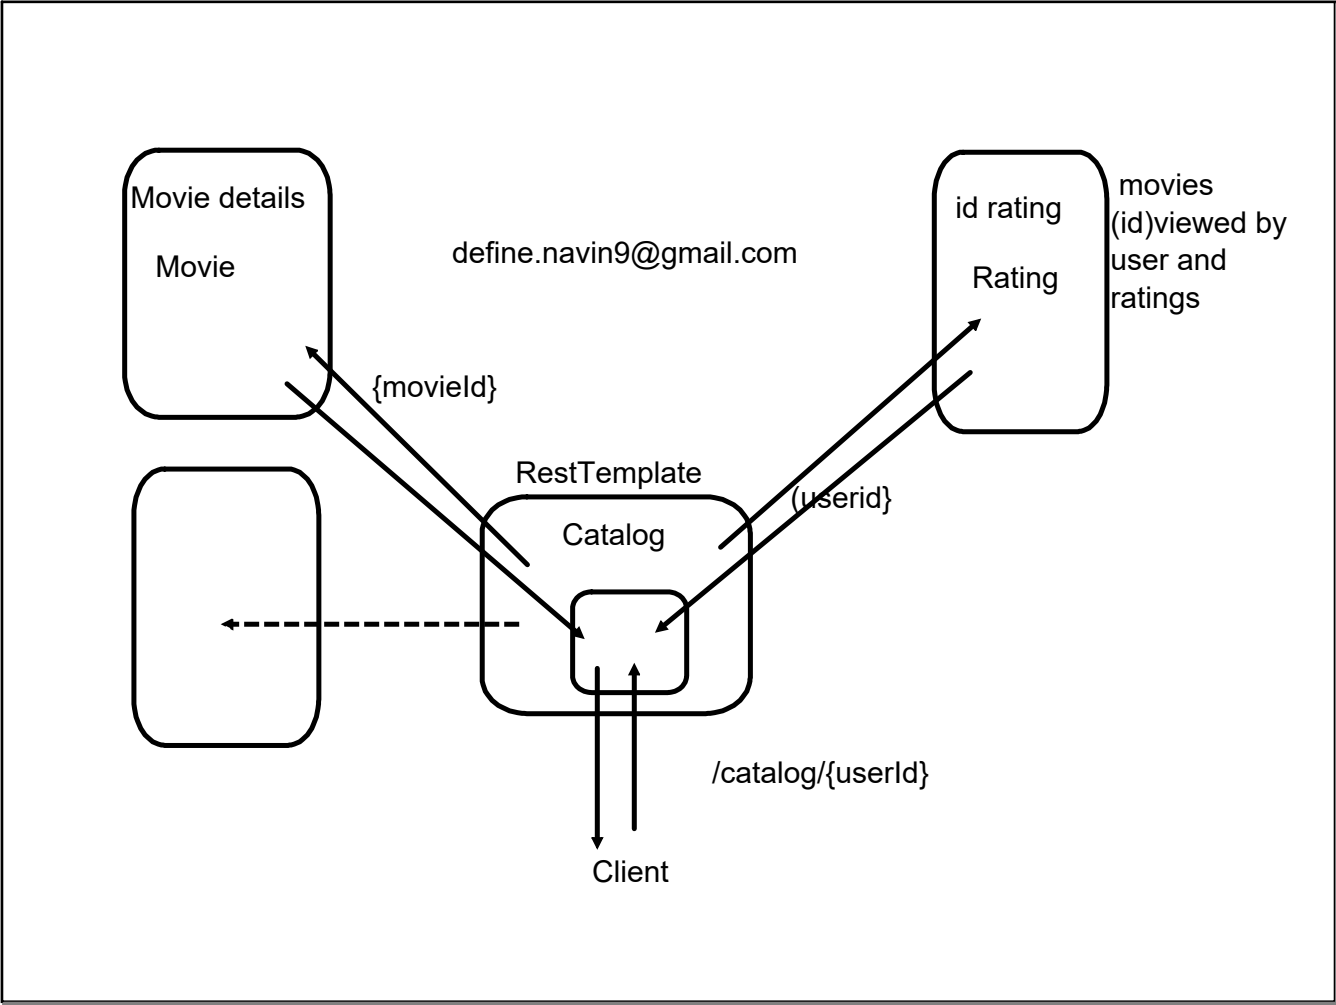 Movie details
Movie
define.navin9@gmail.com
id rating
Rating
movies
(id)viewed by
user and
ratings
{movieId}
RestTemplate
(userid}
Catalog
/catalog/{userId}
Client